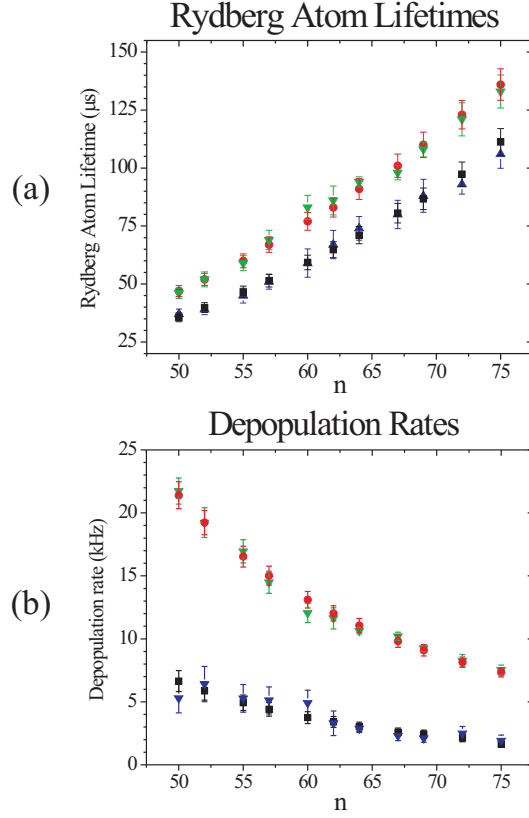 Rydberg Atom Lifetimes
(a)
Rydberg Atom Lifetime (µs)
150
125
100
75
50
25
50 55 60 65 70 75
n
Depopulation Rates
(b)
Depopulation rate (kHz)
25
20
15
10
5
0
50 55 60 65 70 75
n